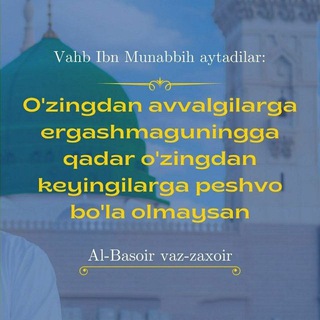 Vahb Ibn Munabbih aytadilar:
O'zingdan avvalgilarga
ergashmaguningga
qadar o'zingdan
keyingilarga peshvo
bo'la olmaysan
Al-Basoir vaz-zaxoir